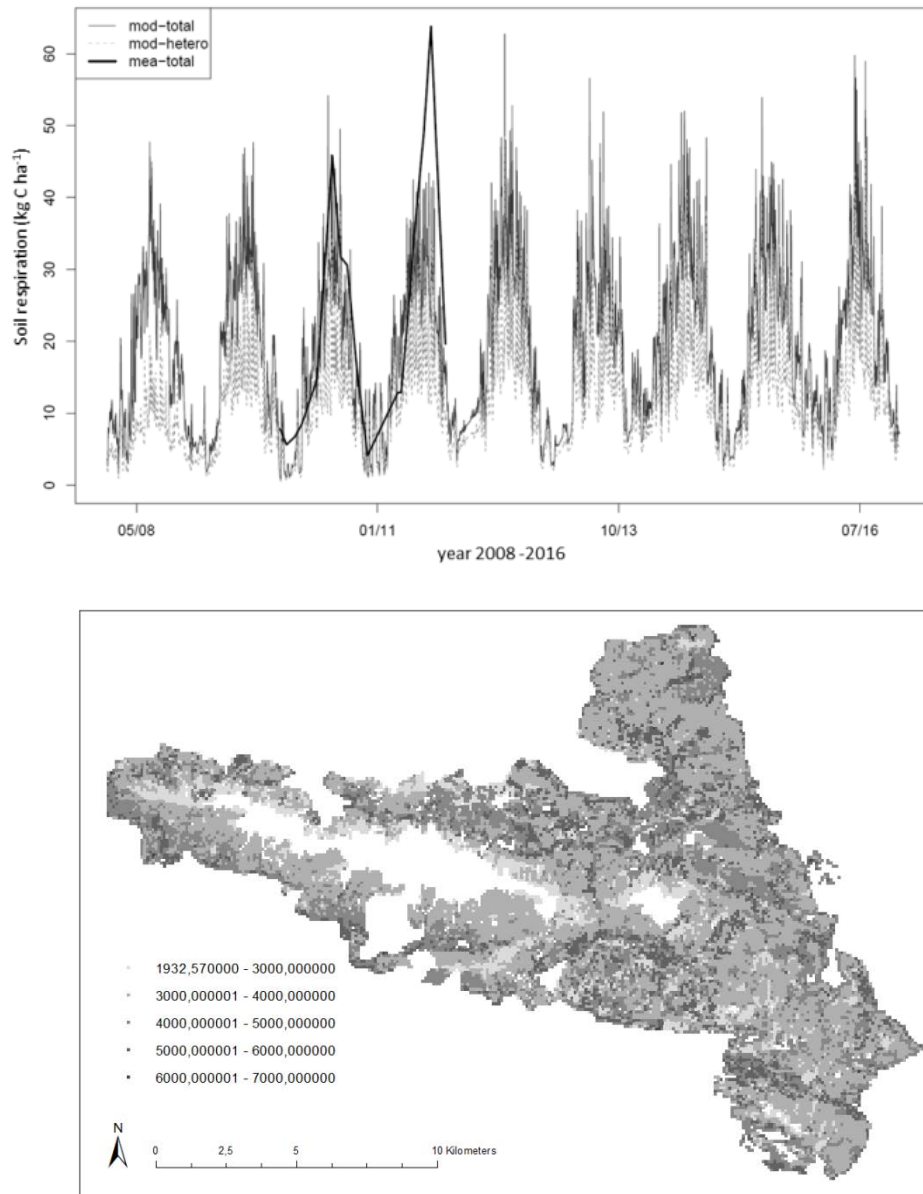 mod-total
mod-hetero
mea-total
60
50
40
30
20
10
0
Soil respiration (kg C ha⁻¹)
05/08
01/11
10/13
07/16
year 2008 -2016
1932,570000 - 3000,000000
3000,000001 - 4000,000000
4000,000001 - 5000,000000
5000,000001 - 6000,000000
6000,000001 - 7000,000000
N
0 2,5 5 10 Kilometers